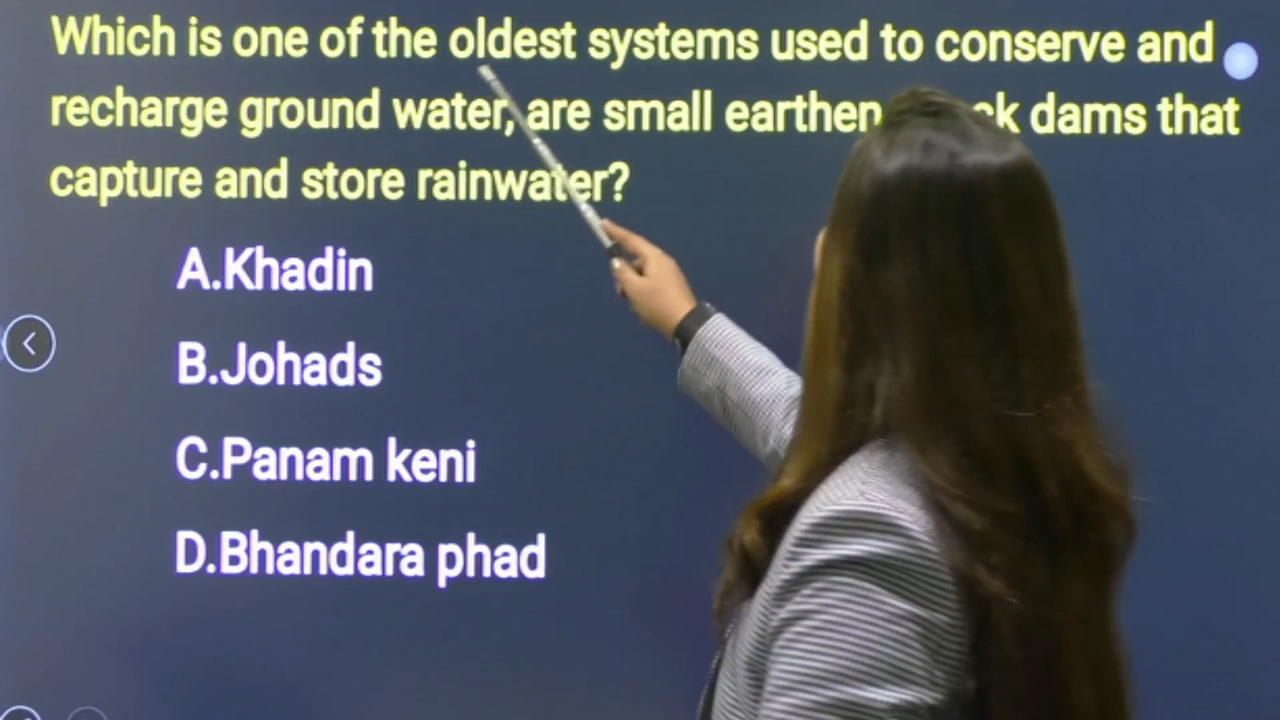 Which is one of the oldest systems used to conserve and
recharge ground water, are small earthen dams that
capture and store rainwater?
A.Khadin
B.Johads
C.Panam keni
D.Bhandara phad